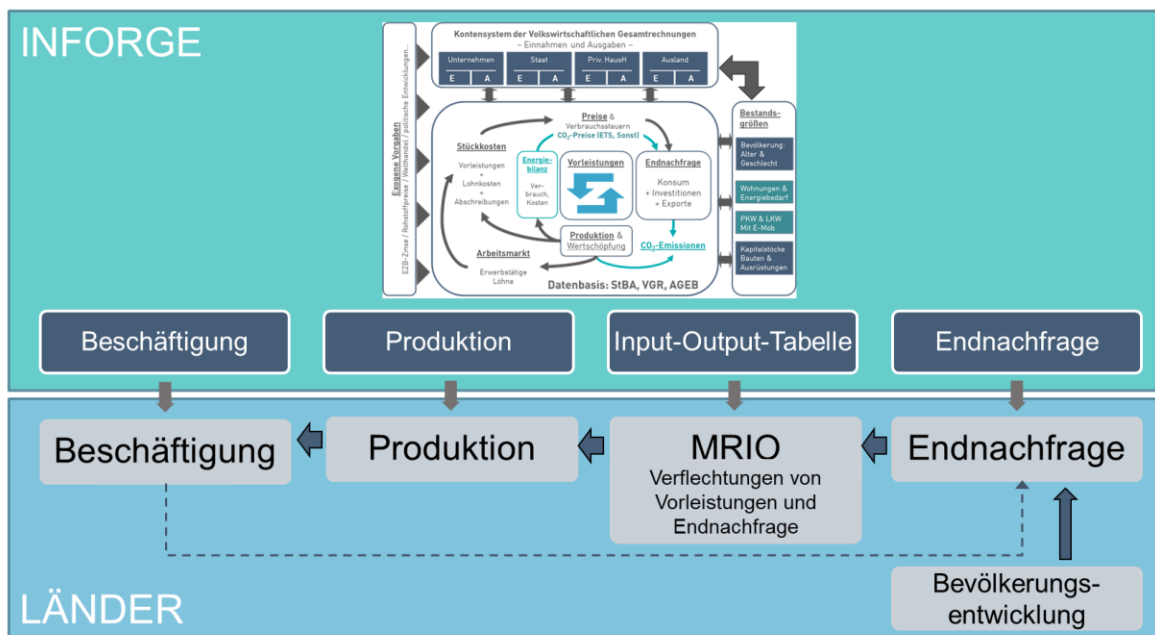 INFORGE
Kontensystem der Volkswirtschaftlichen Gesamtrechnungen
– Einnahmen und Ausgaben –
Unternehmen
E A
Staat
E A
Priv. HausH
E A
Ausland
E A
Exogene Vorgaben
EZB-Zinse / Rohstoffpreise / Welthandel / politische Entwicklungen...
Preise &
Verbrauchssteuern
CO₂-Preise (ETS, Sonst)
Stückkosten
Vorleistungen
+
Lohnkosten
+
Abschreibungen
Energie-
bilanz
Ver-
brauch,
Kosten
Vorleistungen
Endnachfrage
Konsum
+ Investitionen
+ Exporte
Produktion &
Wertschöpfung
CO₂-Emissionen
Arbeitsmarkt
Erwerbstätige
Löhne
Datenbasis: StBA, VGR, AGEB
Bestands-
größen
Bevölkerung:
Alter &
Geschlecht
Wohnungen &
Energiebedarf
PKW & LKW
Mit E-Mob
Kapitalstöcke
Bauten &
Ausrüstungen
Beschäftigung
Produktion
Input-Output-Tabelle
Endnachfrage
Beschäftigung
Produktion
MRIO
Verflechtungen von
Vorleistungen und
Endnachfrage
Endnachfrage
Bevölkerungs-
entwicklung
LÄNDER